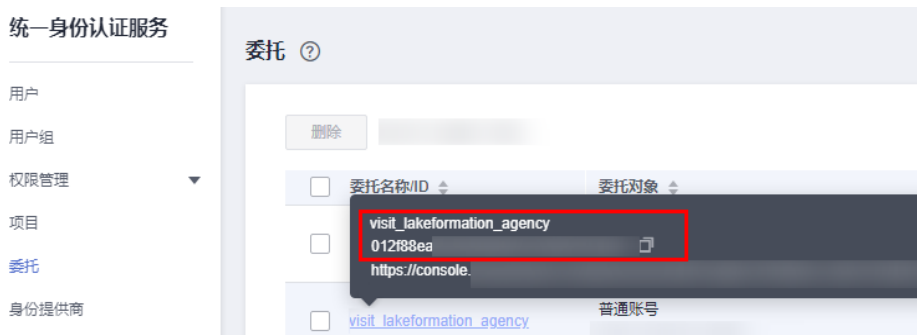 统一身份认证服务
委托 ?
用户
用户组
权限管理
项目
委托
身份提供商
删除
委托名称/ID 委托对象
visit_lakeformation_agency
012f88ea
https://console.
visit_lakeformation_agency 普通账号